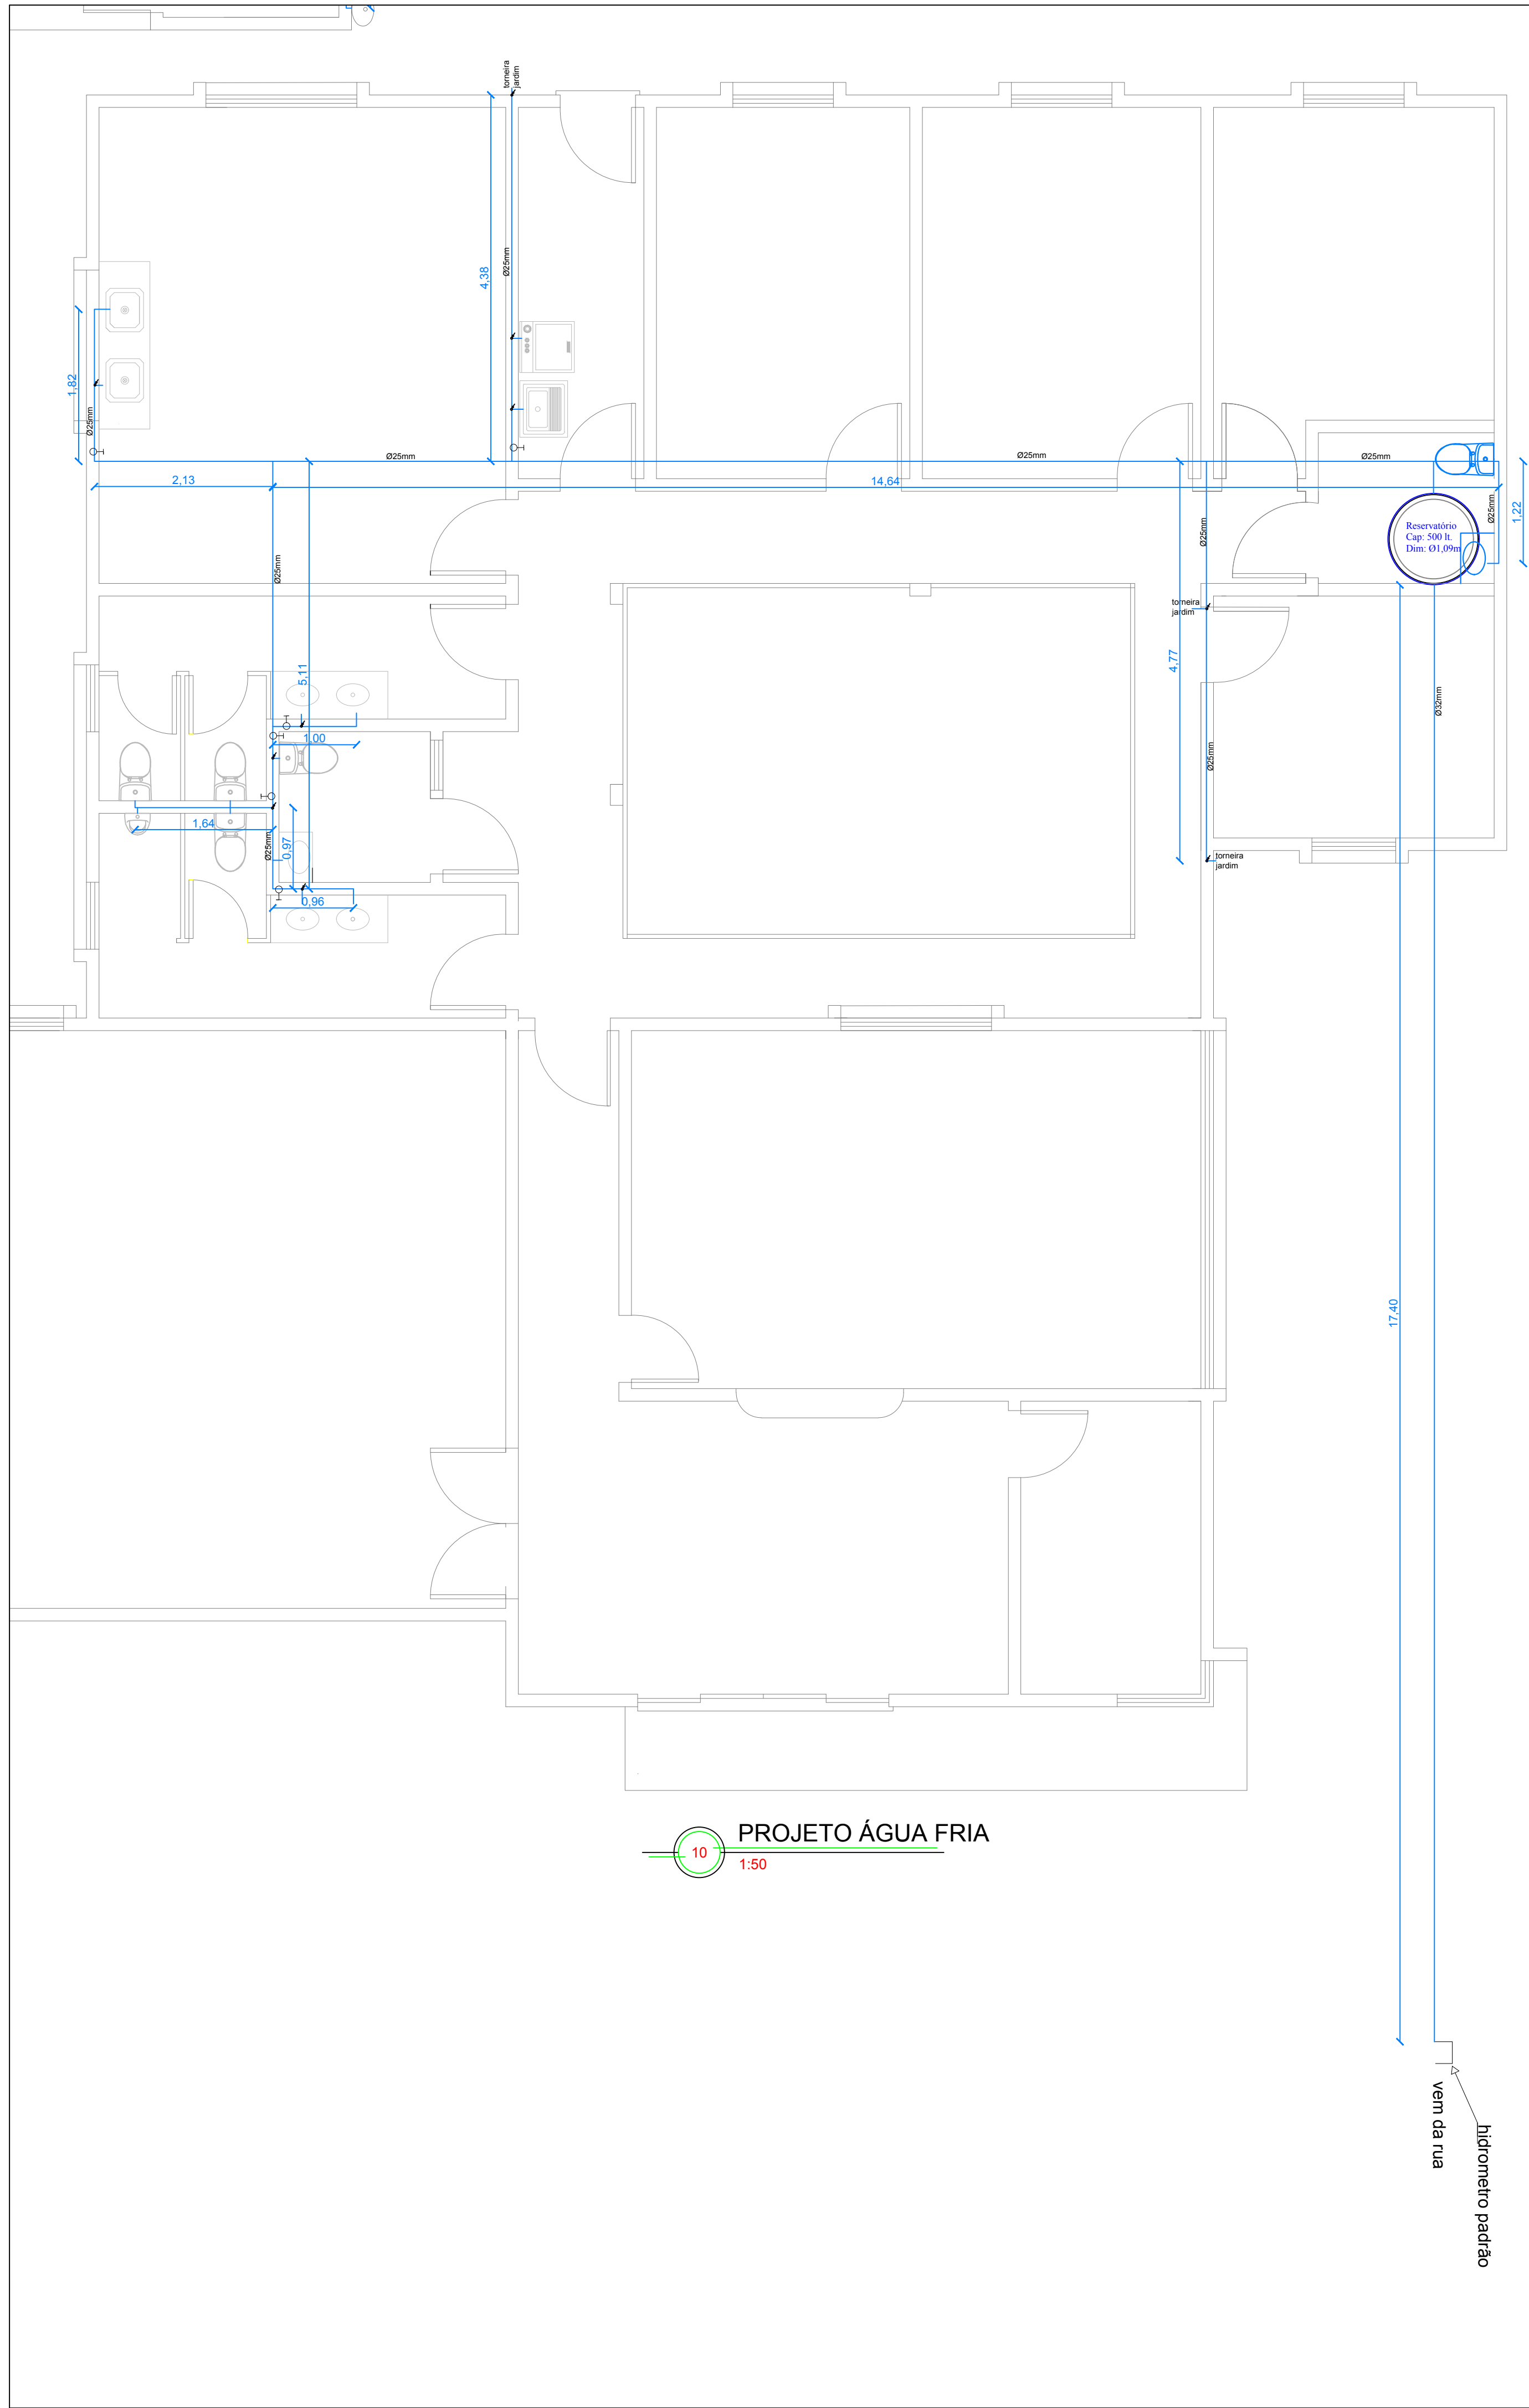 torneira
jardim
Ø25mm
4,38
1,82
Ø25mm
Ø25mm
Ø25mm
Ø25mm
2,13
14,64
Ø25mm
1,22
Reservatório
Cap: 500 lt.
Dim: Ø1,09m
Ø25mm
Ø25mm
torneira
jardim
5,11
4,77
Ø32mm
1,00
Ø25mm
1,64
Ø25mm
0,97
torneira
jardim
0,96
17,40
PROJETO ÁGUA FRIA
10
1:50
vem da rua
hidrometro padrão